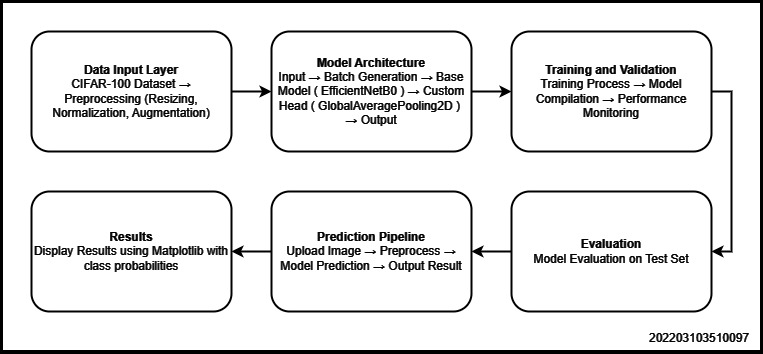 Data Input Layer
CIFAR-100 Dataset →
Preprocessing (Resizing,
Normalization, Augmentation)
Model Architecture
Input → Batch Generation → Base
Model ( EfficientNetB0 ) → Custom
Head ( GlobalAveragePooling2D )
→ Output
Training and Validation
Training Process → Model
Compilation → Performance
Monitoring
Evaluation
Model Evaluation on Test Set
Prediction Pipeline
Upload Image → Preprocess →
Model Prediction → Output Result
Results
Display Results using Matplotlib with
class probabilities
202203103510097